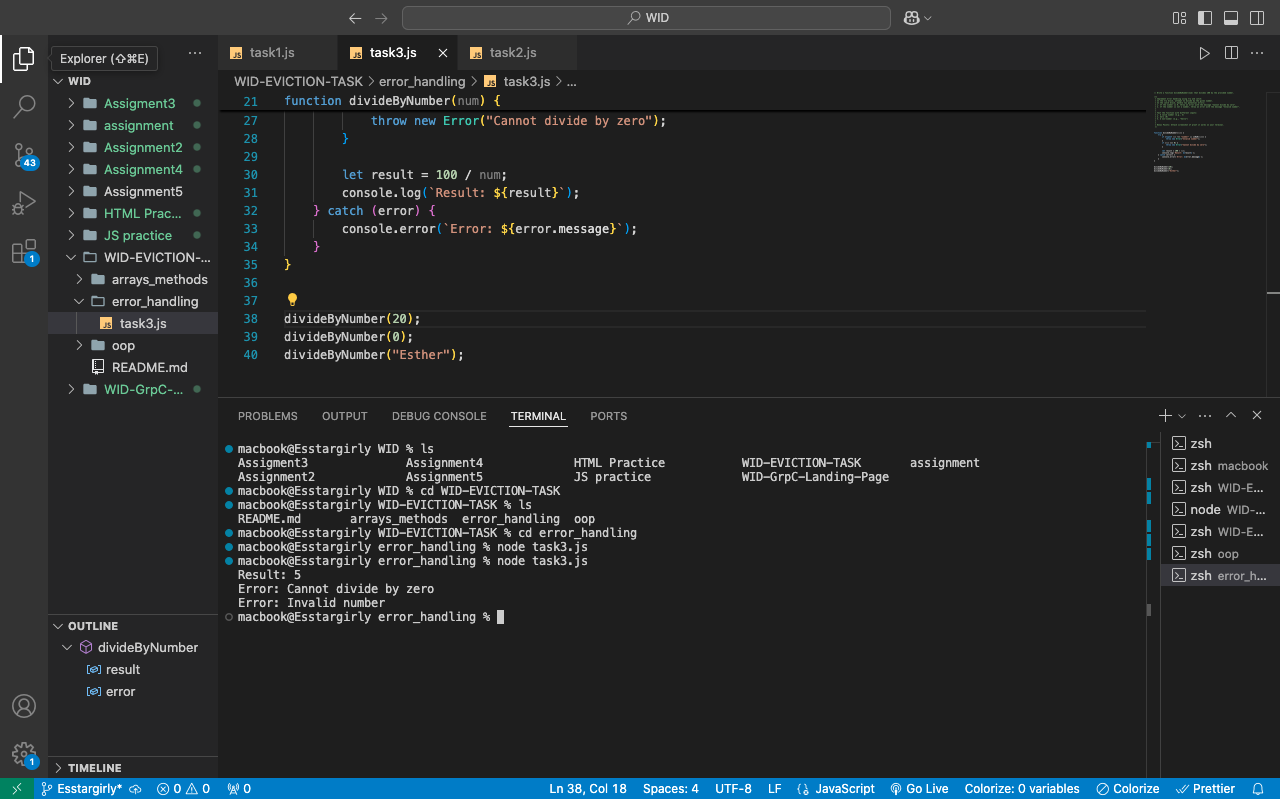 WID
Explorer (⇧⌘E)
...
task1.js
task3.js
task2.js
WID
WID-EVICTION-TASK > error_handling > task3.js > ...
Assigment3
assignment
Assignment2
Assigment4
Assignment5
HTML Prac...
JS practice
WID-EVICTION-...
arrays_methods
error_handling
task3.js
oop
README.md
WID-GrpC-...
21 function divideByNumber(num) {
27 throw new Error("Cannot divide by zero");
28 }
29
30 let result = 100 / num;
31 console.log(`Result: ${result}`);
32 } catch (error) {
33 console.error(`Error: ${error.message}`);
34 }
35 }
36
37
38 divideByNumber(20);
39 divideByNumber(0);
40 divideByNumber("Esther");
43
1
PROBLEMS OUTPUT DEBUG CONSOLE TERMINAL PORTS
macbook@Esstargirly WID % ls
Assigment3 Assigment4 HTML Practice WID-EVICTION-TASK assignment
Assignment2 Assignment5 JS practice WID-GrpC-Landing-Page
macbook@Esstargirly WID % cd WID-EVICTION-TASK
macbook@Esstargirly WID-EVICTION-TASK % ls
README.md arrays_methods error_handling oop
macbook@Esstargirly WID-EVICTION-TASK % cd error_handling
macbook@Esstargirly error_handling % node task3.js
macbook@Esstargirly error_handling % node task3.js
Result: 5
Error: Cannot divide by zero
Error: Invalid number
macbook@Esstargirly error_handling %
zsh
zsh macbook
zsh WID-E...
node WID-...
zsh WID-E...
zsh oop
zsh error_h...
OUTLINE
divideByNumber
result
error
TIMELINE
1
Esstargirly* 0 0 0 Ln 38, Col 18 Spaces: 4 UTF-8 LF {} JavaScript Go Live Colorize: 0 variables Colorize Prettier